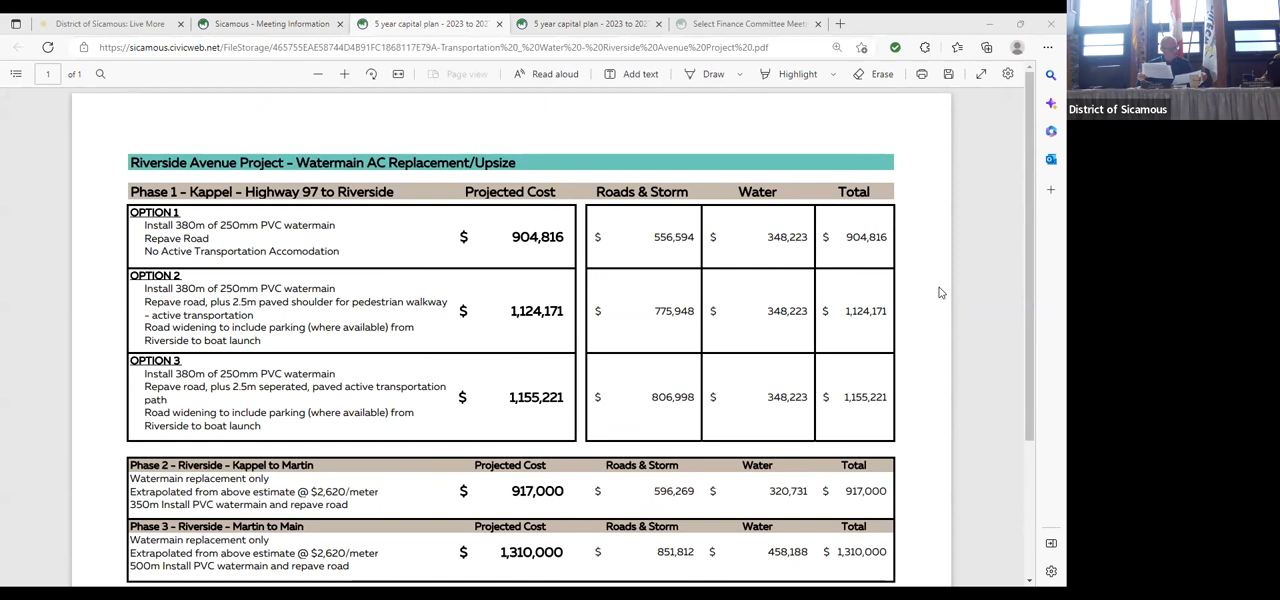 District of Sicamous: Live More
Sicamous - Meeting Information
5 year capital plan - 2023 to 202
5 year capital plan - 2023 to 202
Select Finance Committee Meet
https://sicamous.civicweb.net/FileStorage/465755EAE58744D4B91FC1868117E79A-Transportation_%20Water%20-%20Riverside%20Avenue%20Project%20.pdf
1 of 1
Page view
Read aloud
Add text
Draw
Highlight
Erase
District of Sicamous
Riverside Avenue Project - Watermain AC Replacement/Upsize
Phase 1 - Kappel - Highway 97 to Riverside Projected Cost Roads & Storm Water Total
OPTION 1
Install 380m of 250mm PVC watermain
Repave Road
No Active Transportation Accomodation
$ 904,816 $ 556,594 $ 348,223 $ 904,816
OPTION 2
Install 380m of 250mm PVC watermain
Repave road, plus 2.5m paved shoulder for pedestrian walkway
- active transportation
Road widening to include parking (where available) from
Riverside to boat launch
$ 1,124,171 $ 775,948 $ 348,223 $ 1,124,171
OPTION 3
Install 380m of 250mm PVC watermain
Repave road, plus 2.5m seperated, paved active transportation
path
Road widening to include parking (where available) from
Riverside to boat launch
$ 1,155,221 $ 806,998 $ 348,223 $ 1,155,221
Phase 2 - Riverside - Kappel to Martin Projected Cost Roads & Storm Water Total
Watermain replacement only
Extrapolated from above estimate @ $2,620/meter
350m Install PVC watermain and repave road
$ 917,000 $ 596,269 $ 320,731 $ 917,000
Phase 3 - Riverside - Martin to Main Projected Cost Roads & Storm Water Total
Watermain replacement only
Extrapolated from above estimate @ $2,620/meter
500m Install PVC watermain and repave road
$ 1,310,000 $ 851,812 $ 458,188 $ 1,310,000